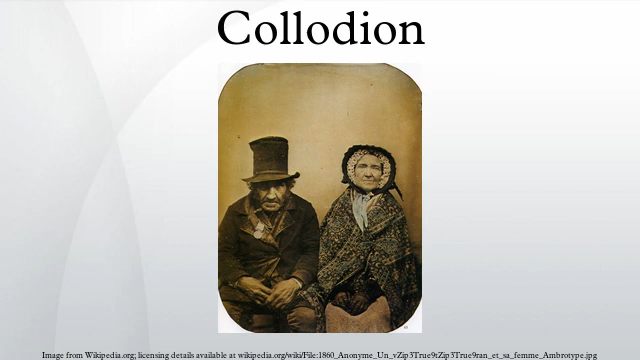 Collodion
Image from Wikipedia.org; licensing details available at wikipedia.org/wiki/File:1860_Anonyme_Un_vZip3True9tZip3True9ran_et_sa_femme_Ambrotype.jpg